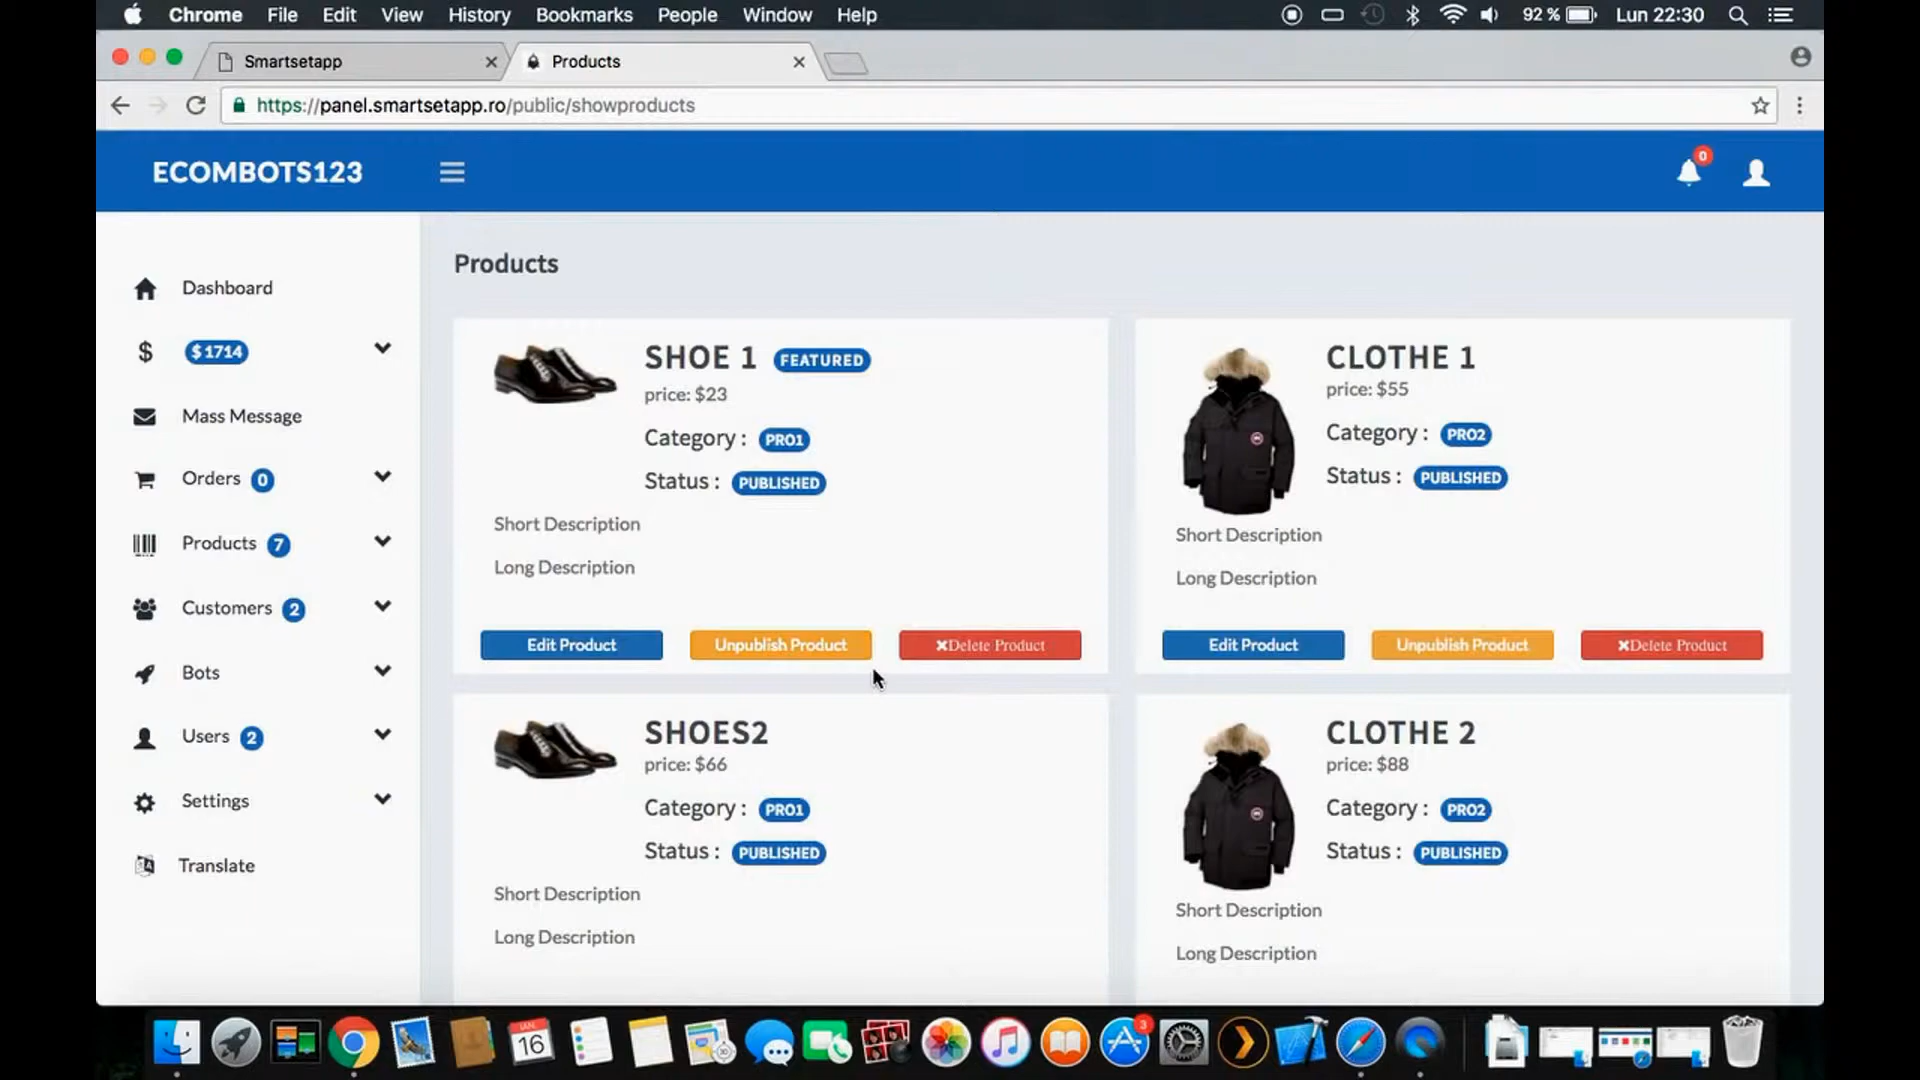 Chrome File Edit View History Bookmarks People Window Help 92 % Lun 22:30
Smartsetapp Products
https://panel.smartsetapp.ro/public/showproducts
ECOMBOTS123 0
Dashboard
$ $ 1714
Mass Message
Orders 0
Products 7
Customers 2
Bots
Users 2
Settings
Translate
Products
SHOE 1 FEATURED
price: $23
Category : PRO1
Status : PUBLISHED
Short Description
Long Description
Edit Product Unpublish Product Delete Product
CLOTHE 1
price: $55
Category : PRO2
Status : PUBLISHED
Short Description
Long Description
Edit Product Unpublish Product Delete Product
SHOES2
price: $66
Category : PRO1
Status : PUBLISHED
Short Description
Long Description
CLOTHE 2
price: $88
Category : PRO2
Status : PUBLISHED
Short Description
Long Description
16
3